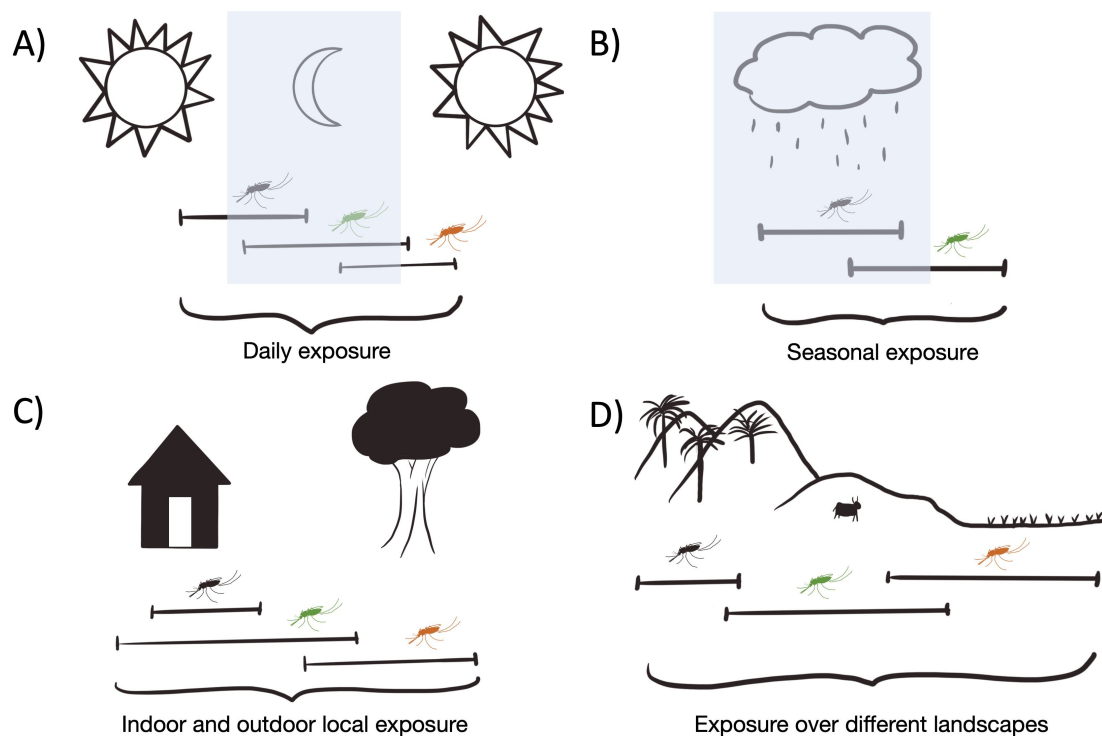 A)
B)
Daily exposure
Seasonal exposure
C)
D)
Indoor and outdoor local exposure
Exposure over different landscapes